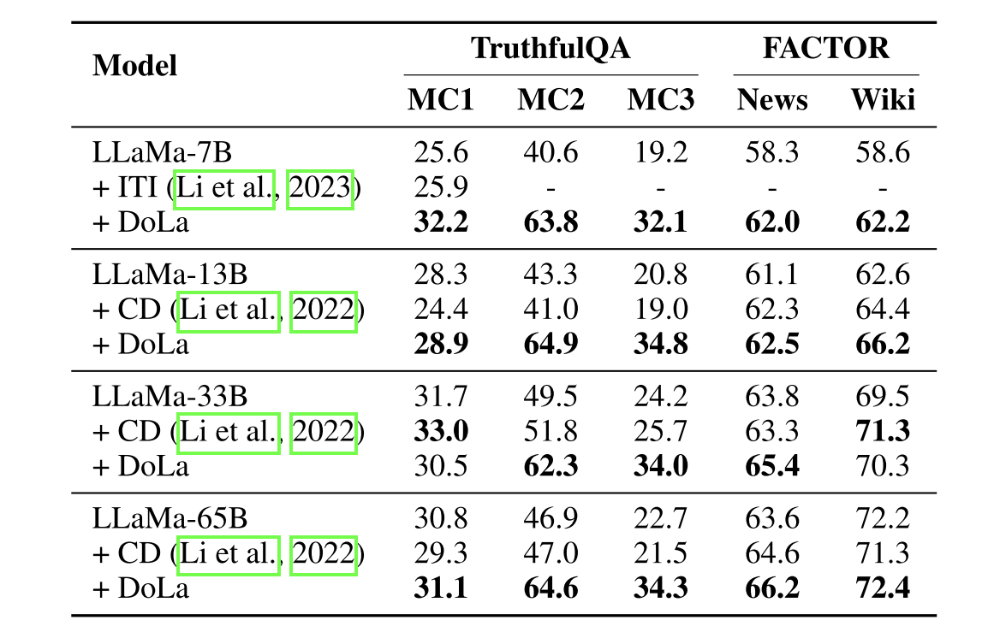 Model TruthfulQA FACTOR
MC1 MC2 MC3 News Wiki
LLaMa-7B 25.6 40.6 19.2 58.3 58.6
+ ITI (Li et al., 2023) 25.9 - - - -
+ DoLa 32.2 63.8 32.1 62.0 62.2
LLaMa-13B 28.3 43.3 20.8 61.1 62.6
+ CD (Li et al., 2022) 24.4 41.0 19.0 62.3 64.4
+ DoLa 28.9 64.9 34.8 62.5 66.2
LLaMa-33B 31.7 49.5 24.2 63.8 69.5
+ CD (Li et al., 2022) 33.0 51.8 25.7 63.3 71.3
+ DoLa 30.5 62.3 34.0 65.4 70.3
LLaMa-65B 30.8 46.9 22.7 63.6 72.2
+ CD (Li et al., 2022) 29.3 47.0 21.5 64.6 71.3
+ DoLa 31.1 64.6 34.3 66.2 72.4